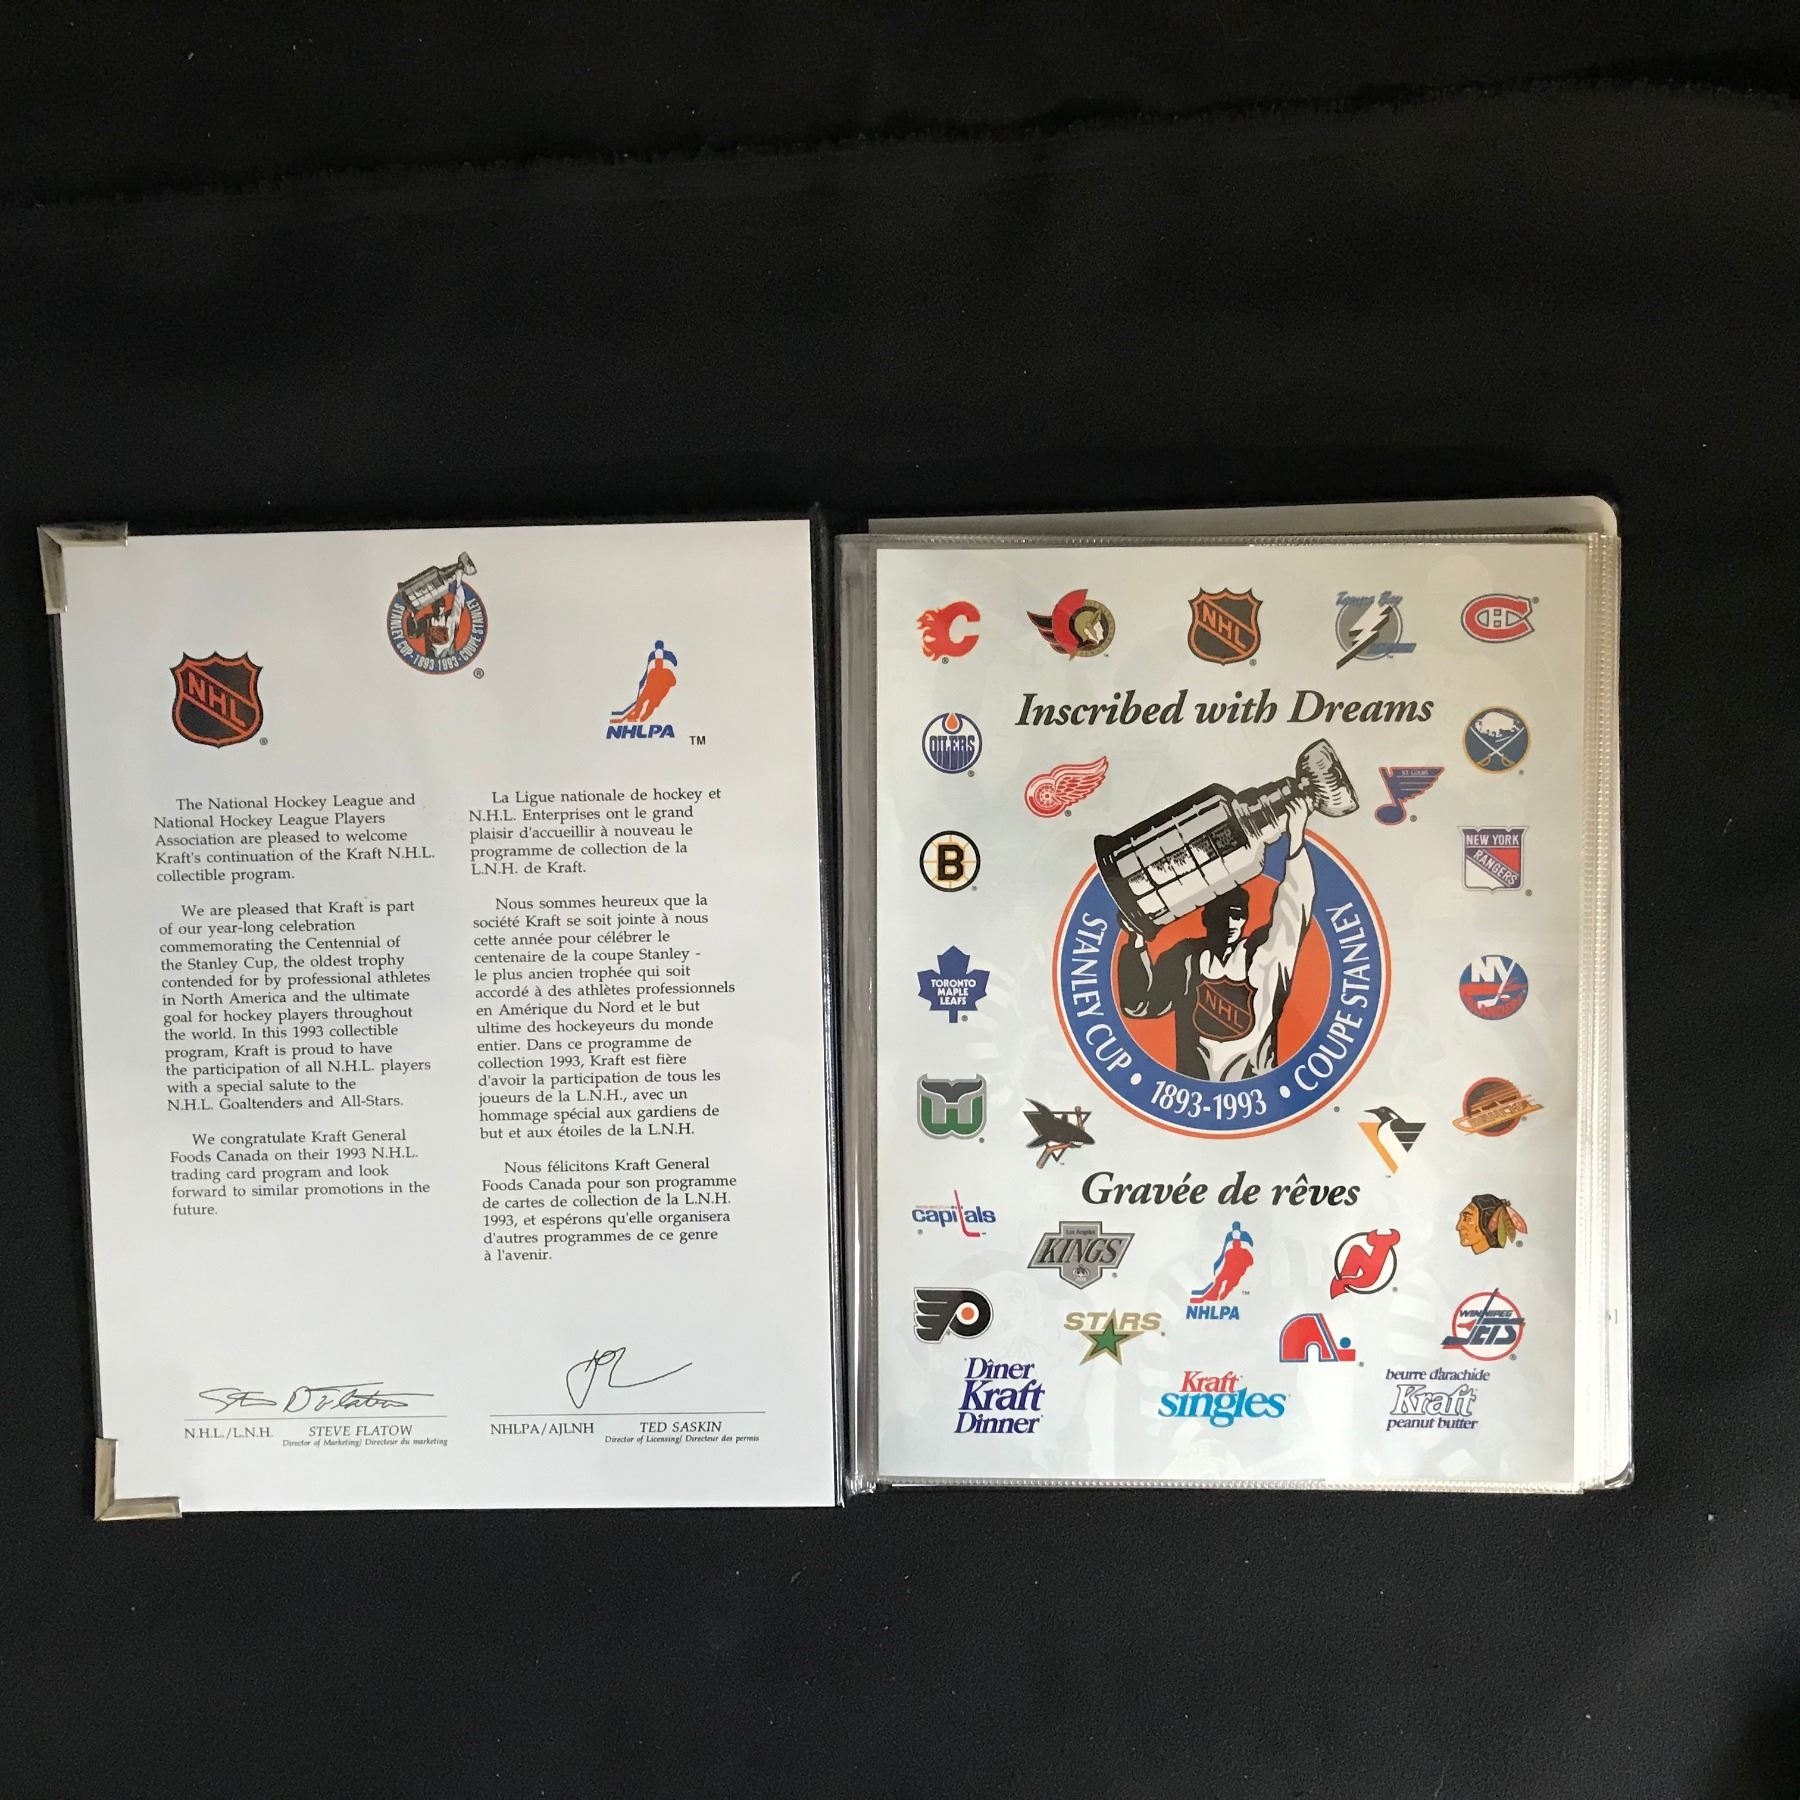 STANLEY CUP · 1893 1993 · COUPE STANLEY
®
NHL
®
NHLPA
TM
The National Hockey League and
National Hockey League Players
Association are pleased to welcome
Kraft's continuation of the Kraft N.H.L.
collectible program.
We are pleased that Kraft is part
of our year-long celebration
commemorating the Centennial of
the Stanley Cup, the oldest trophy
contended for by professional athletes
in North America and the ultimate
goal for hockey players throughout
the world. In this 1993 collectible
program, Kraft is proud to have
the participation of all N.H.L. players
with a special salute to the
N.H.L. Goaltenders and All-Stars.
We congratulate Kraft General
Foods Canada on their 1993 N.H.L.
trading card program and look
forward to similar promotions in the
future.
La Ligue nationale de hockey et
N.H.L. Enterprises ont le grand
plaisir d'accueillir à nouveau le
programme de collection de la
L.N.H. de Kraft.
Nous sommes heureux que la
société Kraft se soit jointe à nous
cette année pour célébrer le
centenaire de la coupe Stanley -
le plus ancien trophée qui soit
accordé à des athlètes professionnels
en Amérique du Nord et le but
ultime des hockeyeurs du monde
entier. Dans ce programme de
collection 1993, Kraft est fière
d'avoir la participation de tous les
joueurs de la L.N.H., avec un
hommage spécial aux gardiens de
but et aux étoiles de la L.N.H.
Nous félicitons Kraft General
Foods Canada pour son programme
de cartes de collection de la L.N.H.
1993, et espérons qu'elle organisera
d'autres programmes de ce genre
à l'avenir.
N.H.L./L.N.H. STEVE FLATOW
Director of Marketing/ Directeur du marketing
NHLPA/AJLNH TED SASKIN
Director of Licensing/ Directeur des permis
C
NHL
Tampa Bay
CH
Inscribed with Dreams
OILERS
ST. LOUIS
B
NEW YORK
RANGERS
TORONTO
MAPLE
LEAFS
NY
STANLEY CUP • 1893-1993 • COUPE STANLEY
NHL
Gravée de rêves
capitals
Los Angeles
KINGS
NHLPA
TM
STARS
WINNIPEG
JETS
Dîner
Kraft
Dinner
Kraft
singles
beurre d'arachide
Kraft
peanut butter